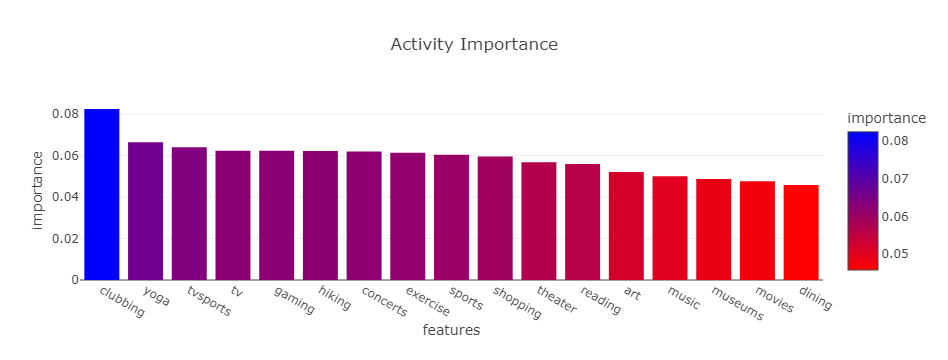 Activity Importance
importance
0.08
0.06
0.04
0.02
0
clubbing
yoga
tvsports
tv
gaming
hiking
concerts
exercise
sports
shopping
theater
reading
art
music
museums
movies
dining
features
importance
0.08
0.07
0.06
0.05